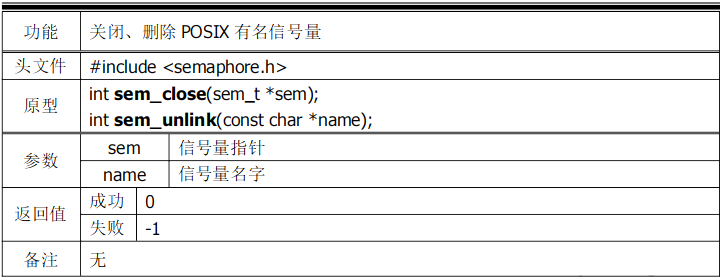 功能 关闭、删除 POSIX 有名信号量
头文件 #include <semaphore.h>
原型 int sem_close(sem_t *sem);
int sem_unlink(const char *name);
参数 sem 信号量指针
name 信号量名字
返回值 成功 0
失败 -1
备注 无